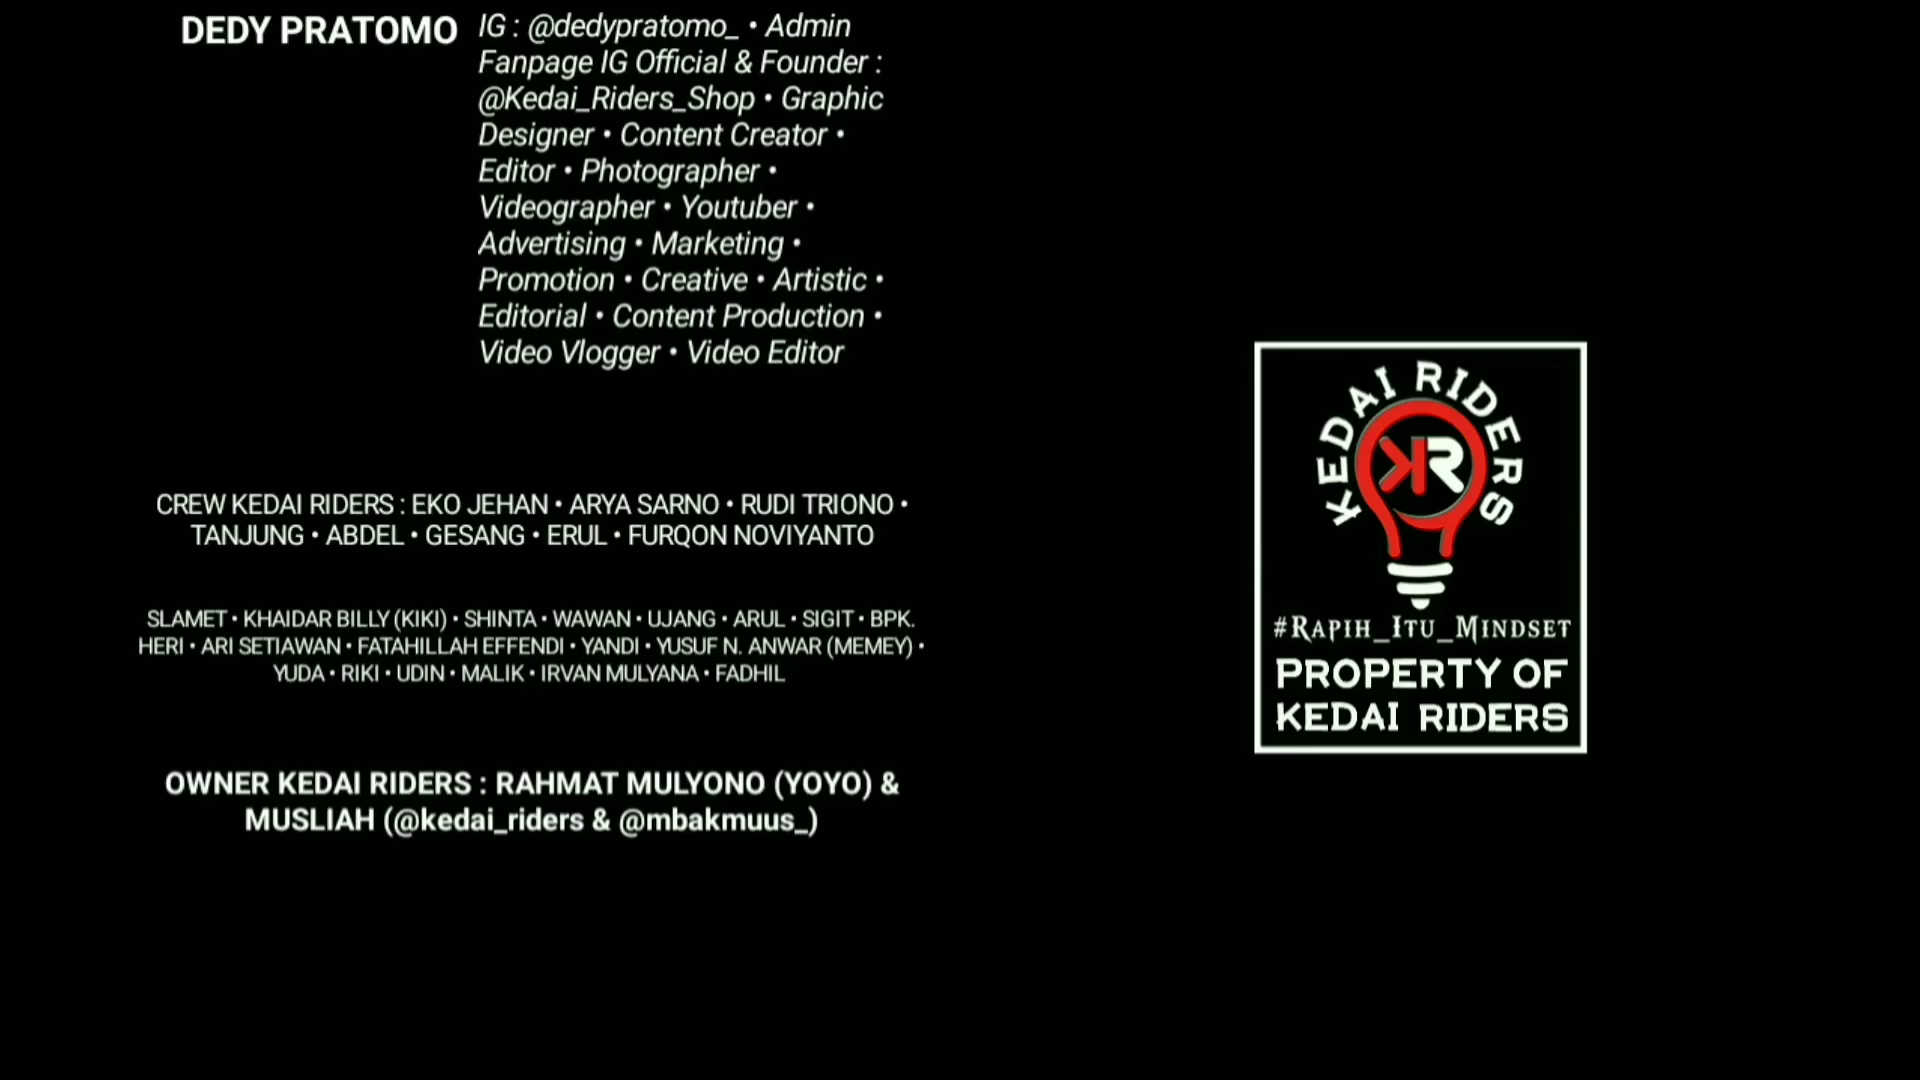 DEDY PRATOMO
IG : @dedypratomo_ • Admin
Fanpage IG Official & Founder :
@Kedai_Riders_Shop • Graphic
Designer • Content Creator •
Editor • Photographer •
Videographer • Youtuber •
Advertising • Marketing •
Promotion • Creative • Artistic •
Editorial • Content Production •
Video Vlogger • Video Editor
CREW KEDAI RIDERS : EKO JEHAN • ARYA SARNO • RUDI TRIONO •
TANJUNG • ABDEL • GESANG • ERUL • FURQON NOVIYANTO
SLAMET • KHAIDAR BILLY (KIKI) • SHINTA • WAWAN • UJANG • ARUL • SIGIT • BPK.
HERI • ARI SETIAWAN • FATAHILLAH EFFENDI • YANDI • YUSUF N. ANWAR (MEMEY) •
YUDA • RIKI • UDIN • MALIK • IRVAN MULYANA • FADHIL
OWNER KEDAI RIDERS : RAHMAT MULYONO (YOYO) &
MUSLIAH (@kedai_riders & @mbakmuus_)
KEDAI RIDERS
KR
#RAPIH_ITU_MINDSET
PROPERTY OF
KEDAI RIDERS